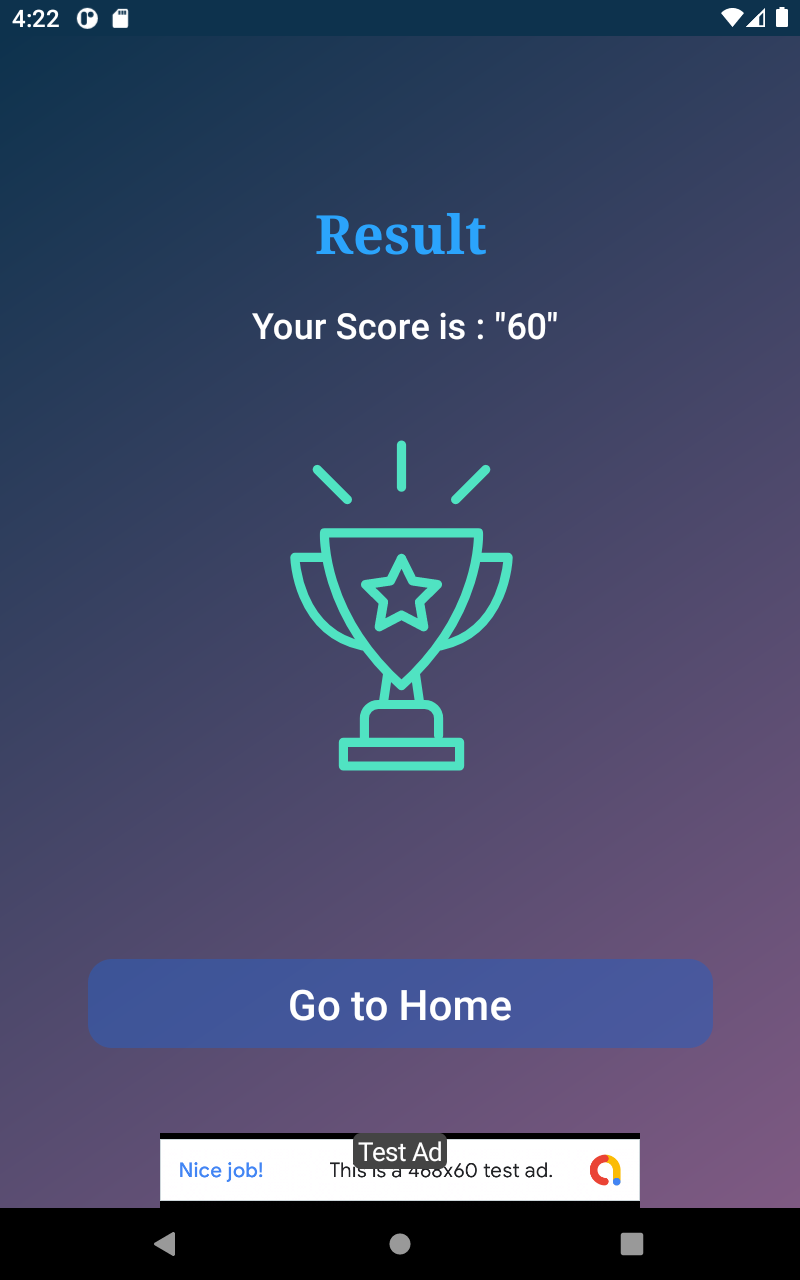 4:22
Result
Your Score is : "60"
Go to Home
Test Ad
Nice job!
This is a 468x60 test ad.